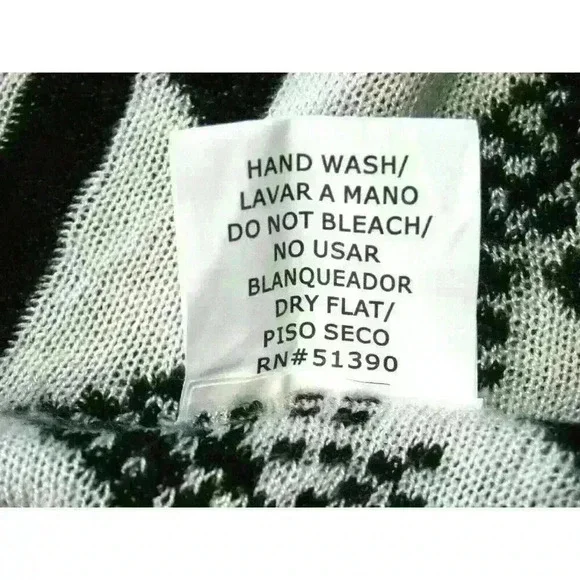 HAND WASH/
LAVAR A MANO
DO NOT BLEACH/
NO USAR
BLANQUEADOR
DRY FLAT/
PISO SECO
RN#51390